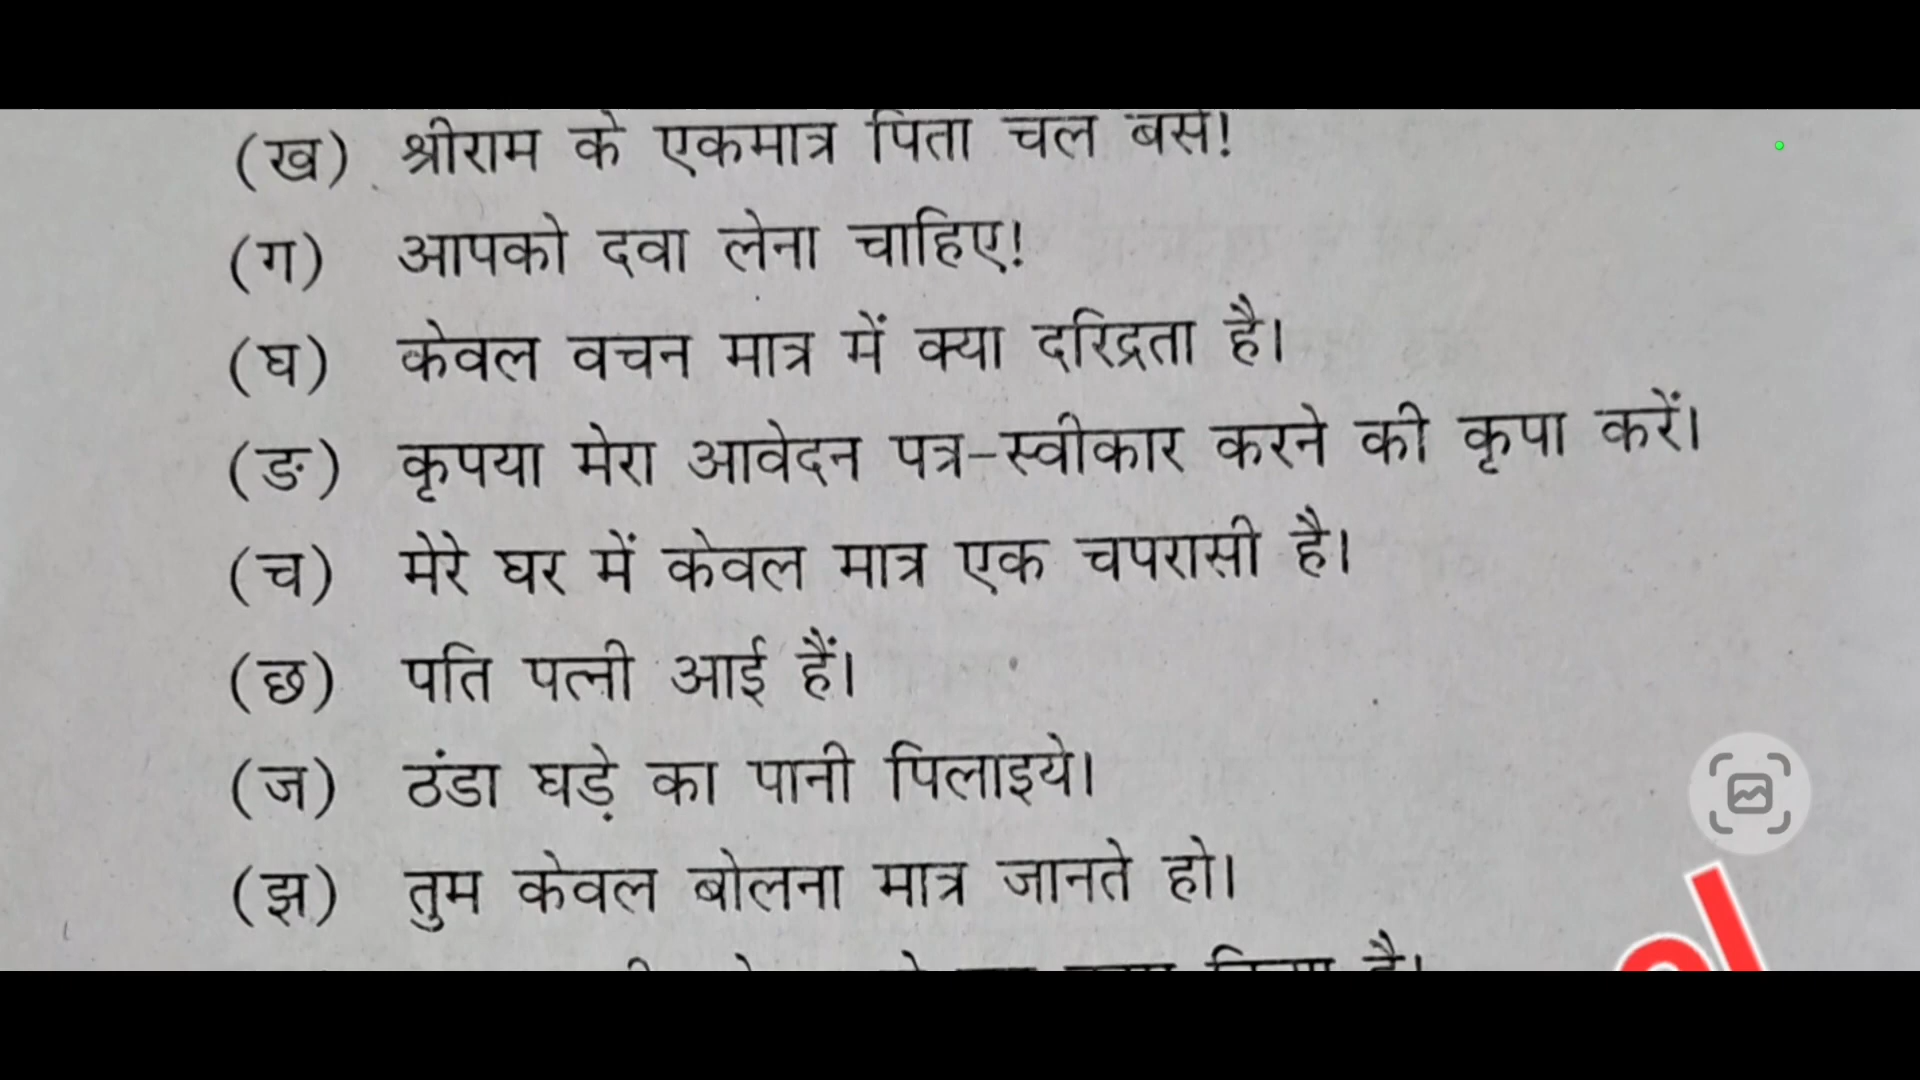 (ख) श्रीराम के एकमात्र पिता चल बसे!
(ग) आपको दवा लेना चाहिए!
(घ) केवल वचन मात्र में क्या दरिद्रता है।
(ङ) कृपया मेरा आवेदन पत्र-स्वीकार करने की कृपा करें।
(च) मेरे घर में केवल मात्र एक चपरासी है।
(छ) पति पत्नी आई हैं।
(ज) ठंडा घड़े का पानी पिलाइये।
(झ) तुम केवल बोलना मात्र जानते हो।
है।